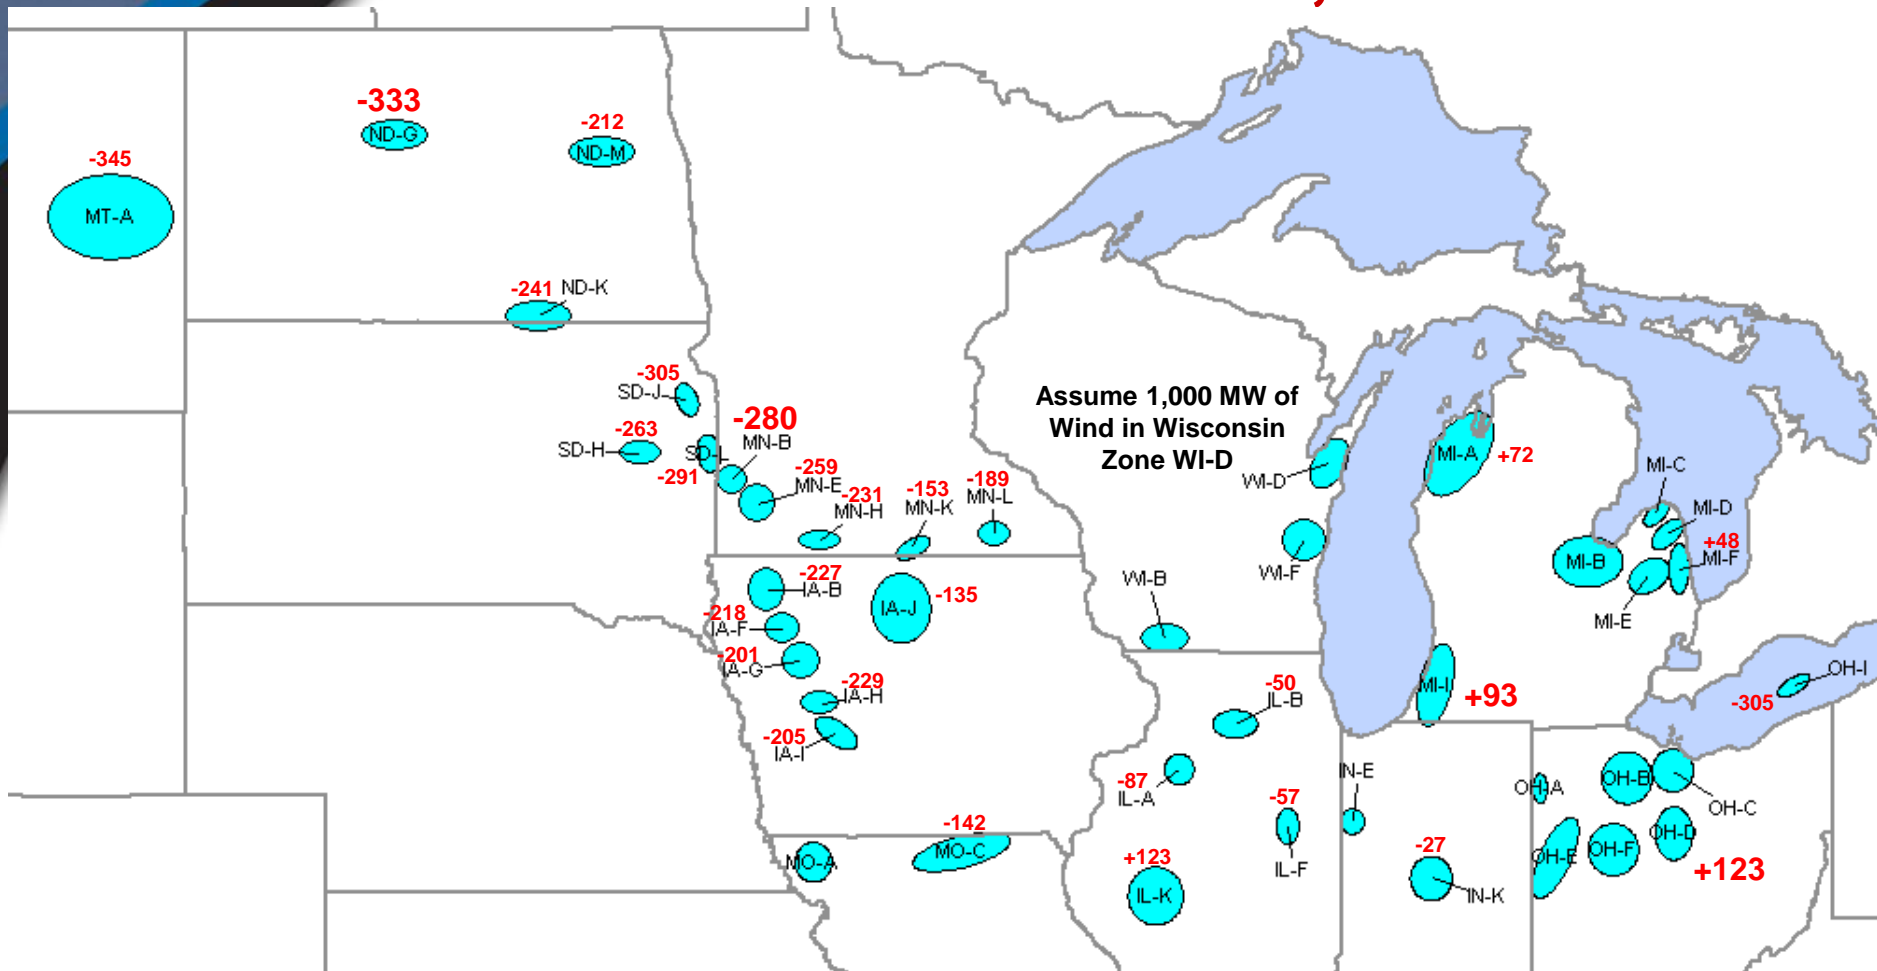 -333
ND-G
-212
ND-M
-345
MT-A
-241
ND-K
-305
SD-J
-263
SD-H
SD-L
-291
-280
MN-B
-259
MN-E
-231
MN-H
-153
MN-K
-189
MN-L
Assume 1,000 MW of
Wind in Wisconsin
Zone WI-D
WI-D
WI-F
WI-B
MI-A
+72
MI-C
MI-D
+48
MI-F
MI-B
MI-E
MI-I
+93
-227
IA-B
-218
IA-F
-201
IA-G
-229
IA-H
-205
IA-I
IA-J
-135
-142
MO-C
MO-A
-50
IL-B
-87
IL-A
-57
IL-F
+123
IL-K
IN-E
-27
IN-K
OH-I
-305
OH-A
OH-B
OH-C
OH-D
OH-E
OH-F
+123